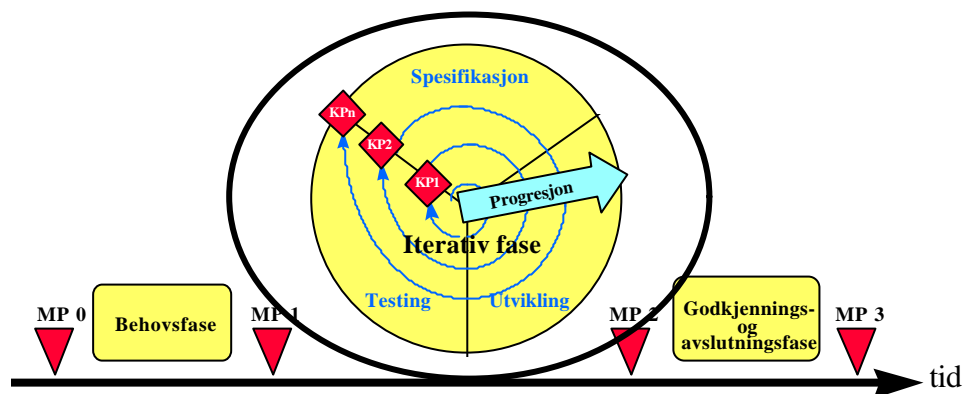 Spesifikasjon
KPn
KP2
KP1
Progresjon
Iterativ fase
Testing
Utvikling
MP 0
Behovsfase
MP 1
MP 2
Godkjennings-
og
avslutningsfase
MP 3
tid